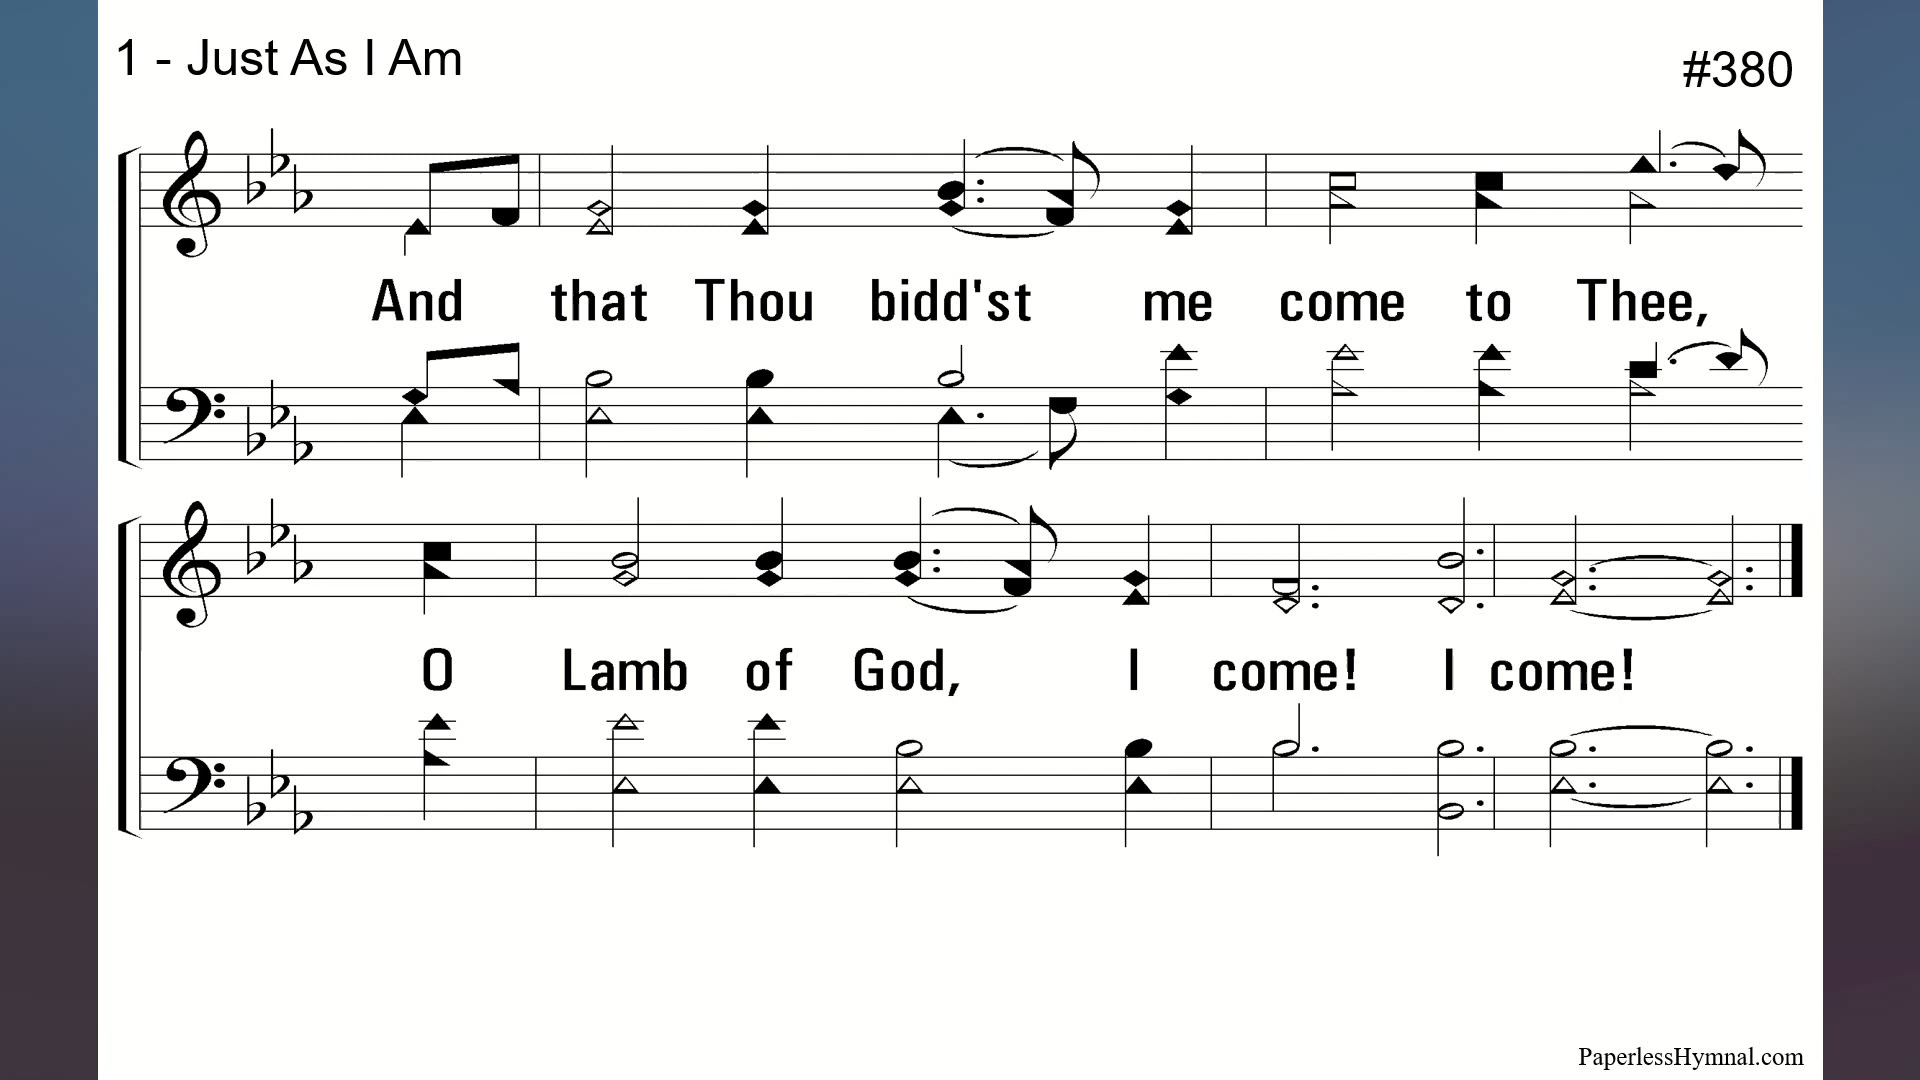 1 - Just As I Am
#380
And that Thou bidd'st me come to Thee,
O Lamb of God, I come! I come!
PaperlessHymnal.com